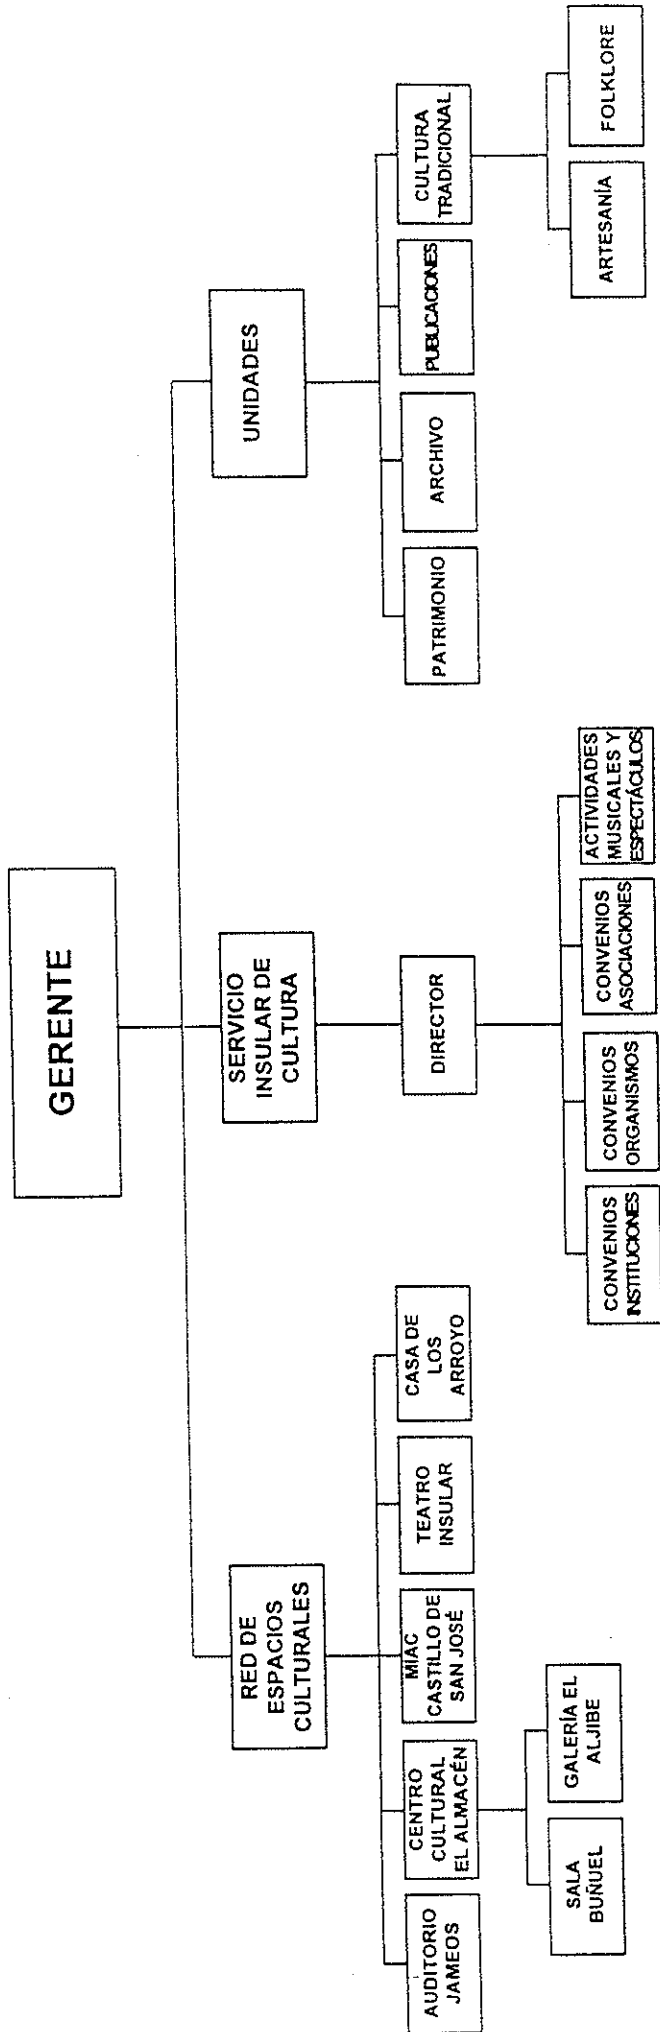 GERENTE
RED DE
ESPACIOS
CULTURALES
SERVICIO
INSULAR DE
CULTURA
UNIDADES
AUDITORIO
JAMEOS
CENTRO
CULTURAL
EL ALMACÉN
MIAC
CASTILLO DE
SAN JOSÉ
TEATRO
INSULAR
CASA DE
LOS
ARROYO
DIRECTOR
PATRIMONIO
ARCHIVO
PUBLICACIONES
CULTURA
TRADICIONAL
SALA
BUÑUEL
GALERÍA EL
ALJIBE
CONVENIOS
INSTITUCIONES
CONVENIOS
ORGANISMOS
CONVENIOS
ASOCIACIONES
ACTIVIDADES
MUSICALES Y
ESPECTÁCULOS
ARTESANÍA
FOLKLORE